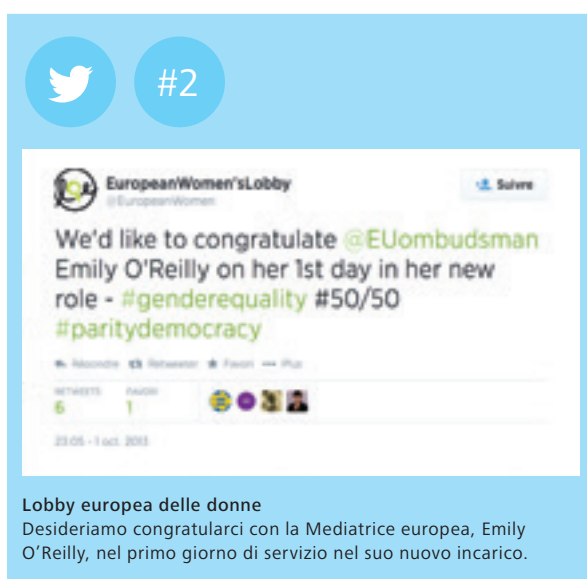 #2
EuropeanWomen'sLobby
@EuropeanWomen
Suivre
We'd like to congratulate @EUombudsman
Emily O'Reilly on her 1st day in her new
role - #genderequality #50/50
#paritydemocracy
Répondre Retweeter Favori Plus
RETWEETS FAVORI
6 1
23:05 - 1 oct. 2013
Lobby europea delle donne
Desideriamo congratularci con la Mediatrice europea, Emily
O’Reilly, nel primo giorno di servizio nel suo nuovo incarico.